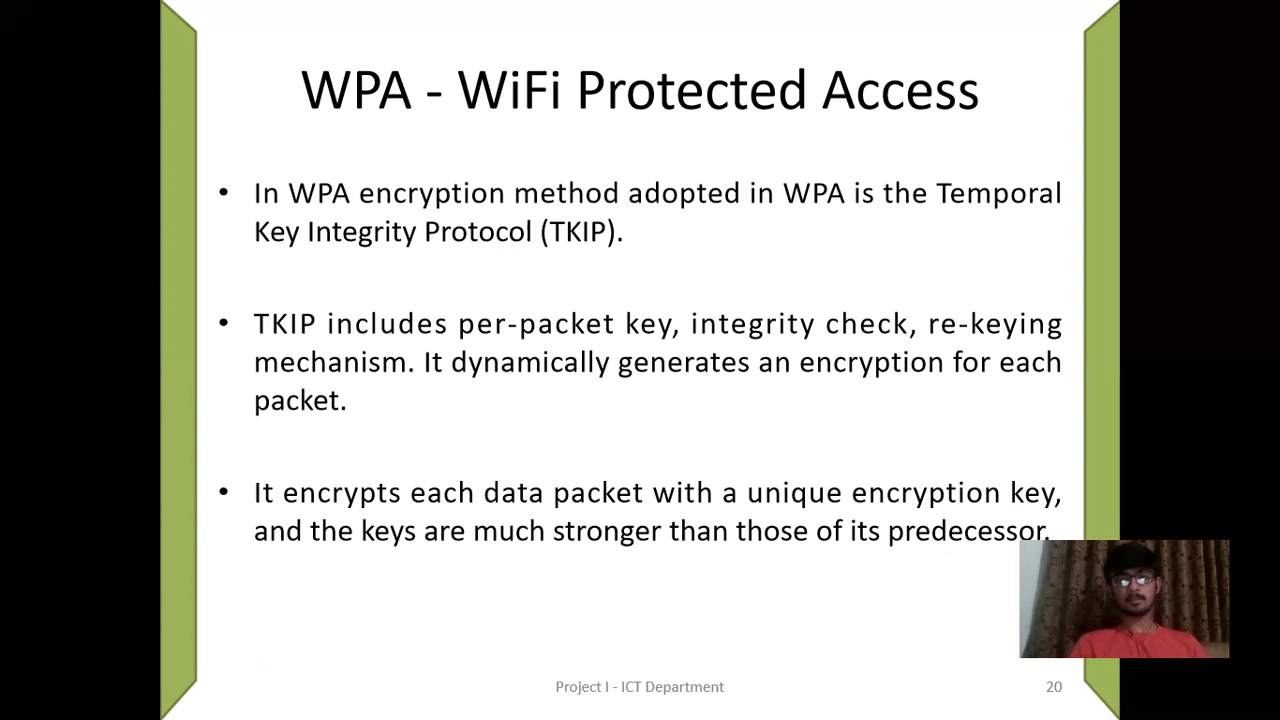 WPA - WiFi Protected Access
• In WPA encryption method adopted in WPA is the Temporal
Key Integrity Protocol (TKIP).
• TKIP includes per-packet key, integrity check, re-keying
mechanism. It dynamically generates an encryption for each
packet.
• It encrypts each data packet with a unique encryption key,
and the keys are much stronger than those of its predecessor.
Project I - ICT Department
20